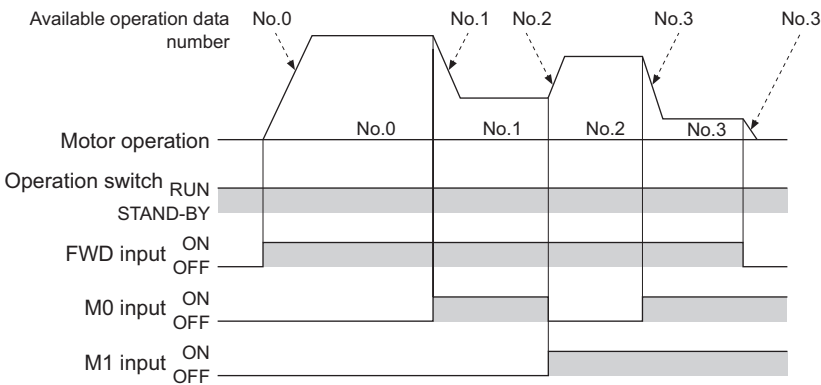 Available operation data number No.0 No.1 No.2 No.3 No.3
Motor operation No.0 No.1 No.2 No.3
Operation switch RUN
STAND-BY
FWD input ON
OFF
M0 input ON
OFF
M1 input ON
OFF